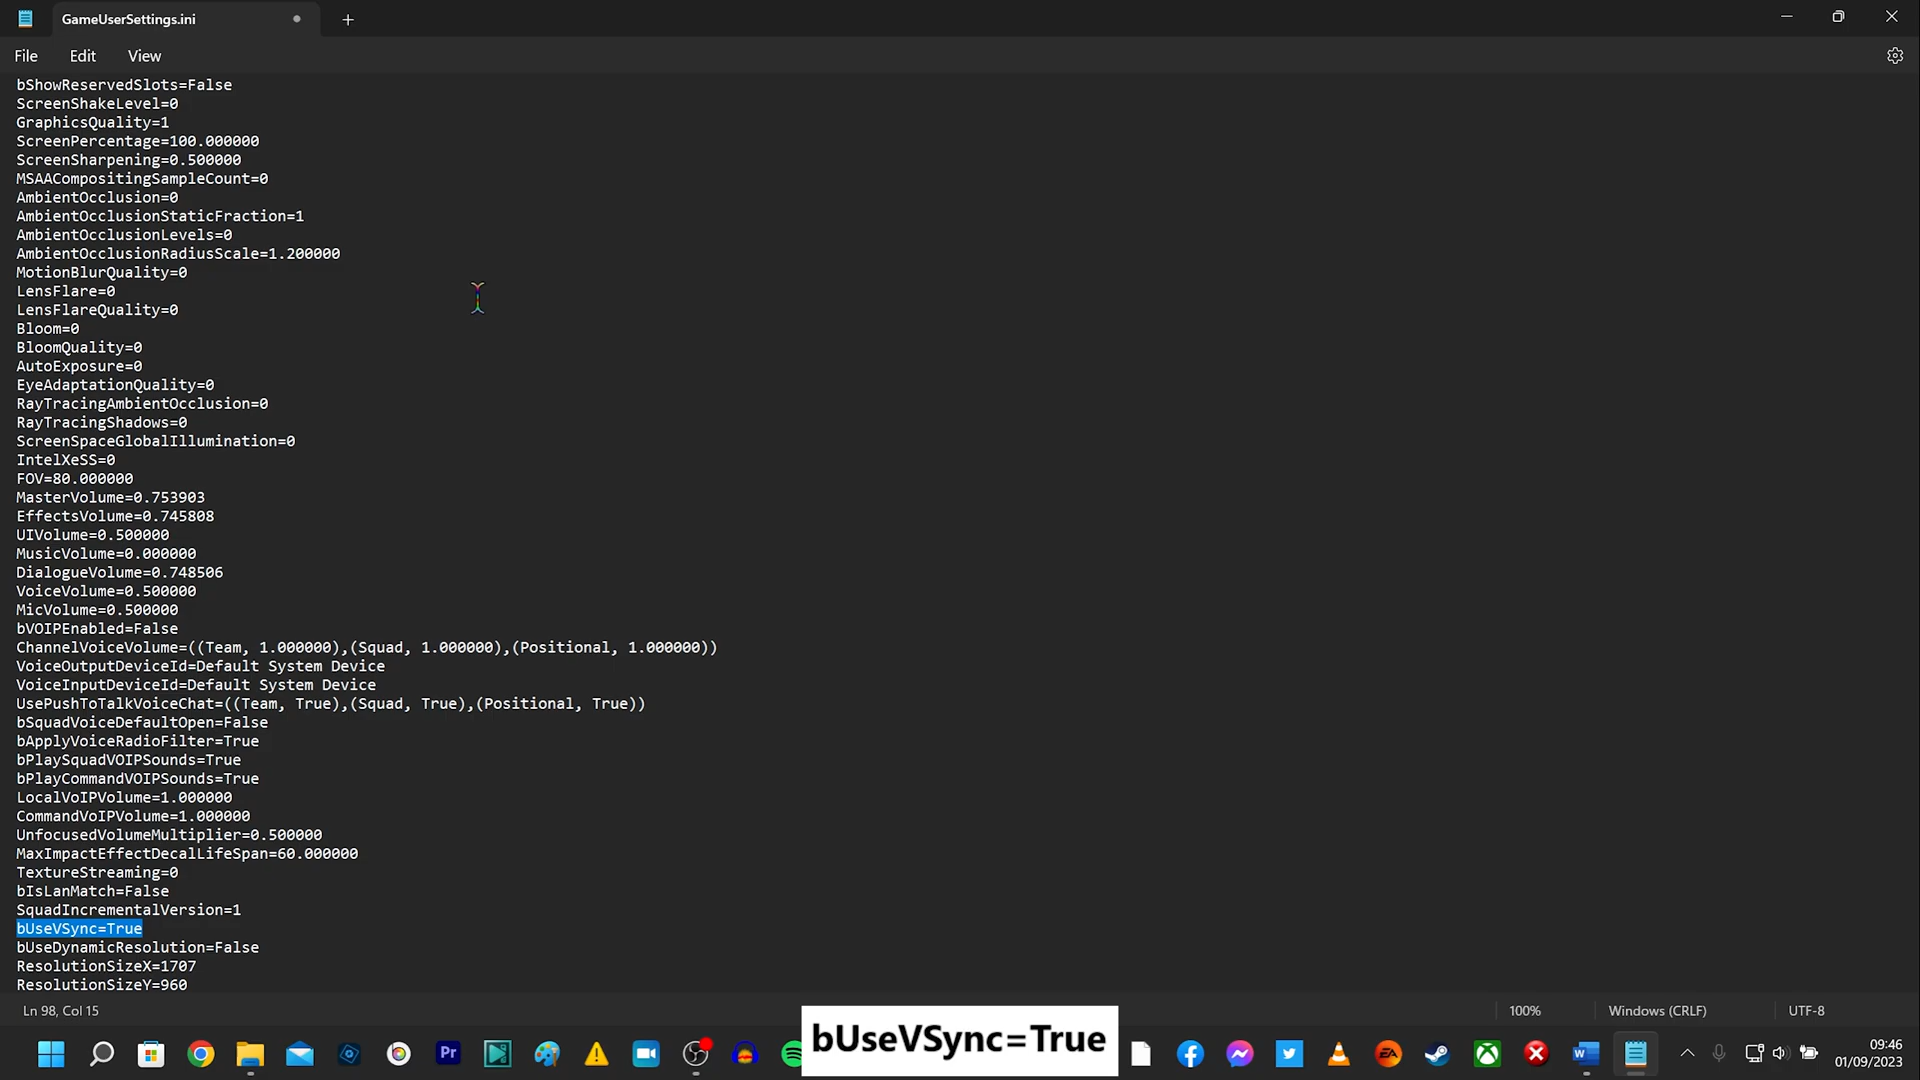 GameUserSettings.ini
File Edit View
bShowReservedSlots=False
ScreenShakeLevel=0
GraphicsQuality=1
ScreenPercentage=100.000000
ScreenSharpening=0.500000
MSAACompositingSampleCount=0
AmbientOcclusion=0
AmbientOcclusionStaticFraction=1
AmbientOcclusionLevels=0
AmbientOcclusionRadiusScale=1.200000
MotionBlurQuality=0
LensFlare=0
LensFlareQuality=0
Bloom=0
BloomQuality=0
AutoExposure=0
EyeAdaptationQuality=0
RayTracingAmbientOcclusion=0
RayTracingShadows=0
ScreenSpaceGlobalIllumination=0
IntelXeSS=0
FOV=80.000000
MasterVolume=0.753903
EffectsVolume=0.745808
UIVolume=0.500000
MusicVolume=0.000000
DialogueVolume=0.748506
VoiceVolume=0.500000
MicVolume=0.500000
bVOIPEnabled=False
ChannelVoiceVolume=((Team, 1.000000),(Squad, 1.000000),(Positional, 1.000000))
VoiceOutputDeviceId=Default System Device
VoiceInputDeviceId=Default System Device
UsePushToTalkVoiceChat=((Team, True),(Squad, True),(Positional, True))
bSquadVoiceDefaultOpen=False
bApplyVoiceRadioFilter=True
bPlaySquadVOIPSounds=True
bPlayCommandVOIPSounds=True
LocalVoIPVolume=1.000000
CommandVoIPVolume=1.000000
UnfocusedVolumeMultiplier=0.500000
MaxImpactEffectDecalLifeSpan=60.000000
TextureStreaming=0
bIsLanMatch=False
SquadIncrementalVersion=1
bUseVSync=True
bUseDynamicResolution=False
ResolutionSizeX=1707
ResolutionSizeY=960
Ln 98, Col 15 100% Windows (CRLF) UTF-8
bUseVSync=True
Pr EA W
09:46
01/09/2023